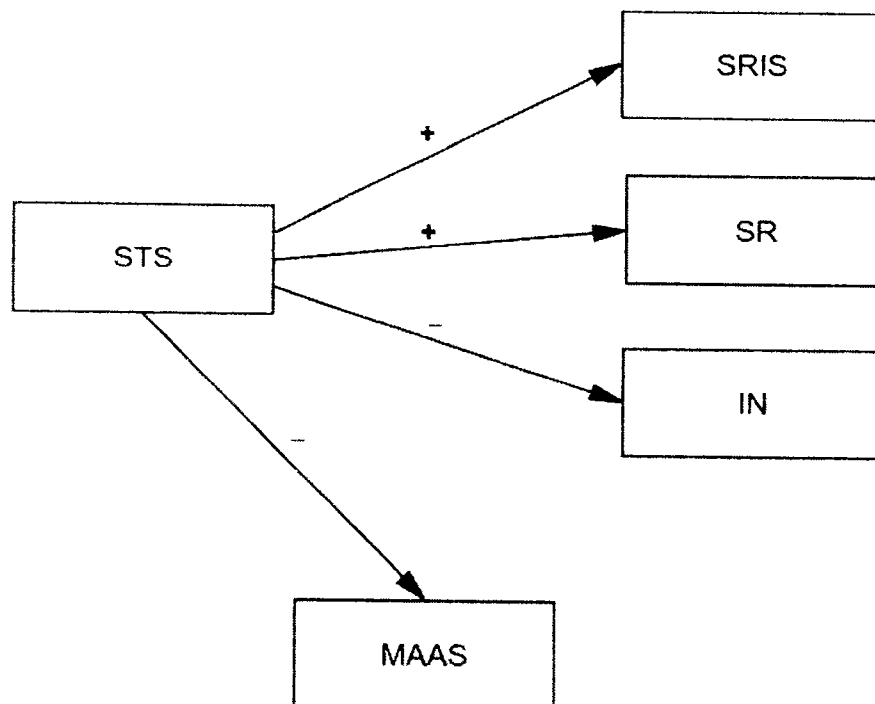 SRIS
+
STS
+
SR
–
IN
–
MAAS